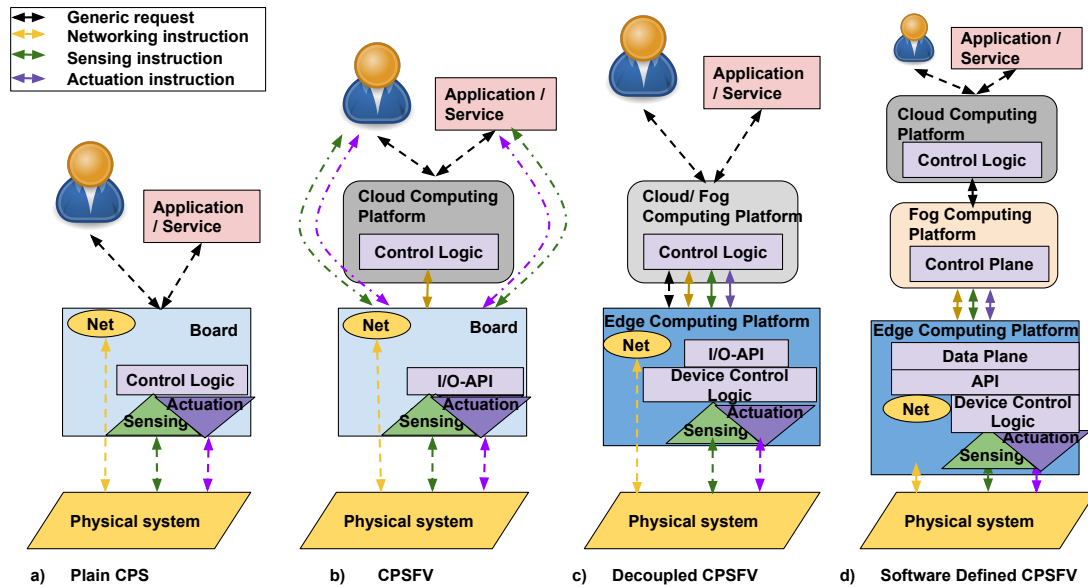 Generic request
Networking instruction
Sensing instruction
Actuation instruction
Application
/ Service
Net
Board
Control Logic
Actuation
Sensing
Physical system
a) Plain CPS
Application /
Service
Cloud Computing
Platform
Control Logic
Net
Board
I/O-API
Actuation
Sensing
Physical system
b) CPSFV
Application /
Service
Cloud/ Fog
Computing Platform
Control Logic
Edge Computing Platform
Net
I/O-API
Device Control
Logic
Actuation
Sensing
Physical system
c) Decoupled CPSFV
Application /
Service
Cloud Computing
Platform
Control Logic
Fog Computing
Platform
Control Plane
Edge Computing Platform
Data Plane
API
Net
Device Control
Logic
Actuation
Sensing
Physical system
d) Software Defined CPSFV